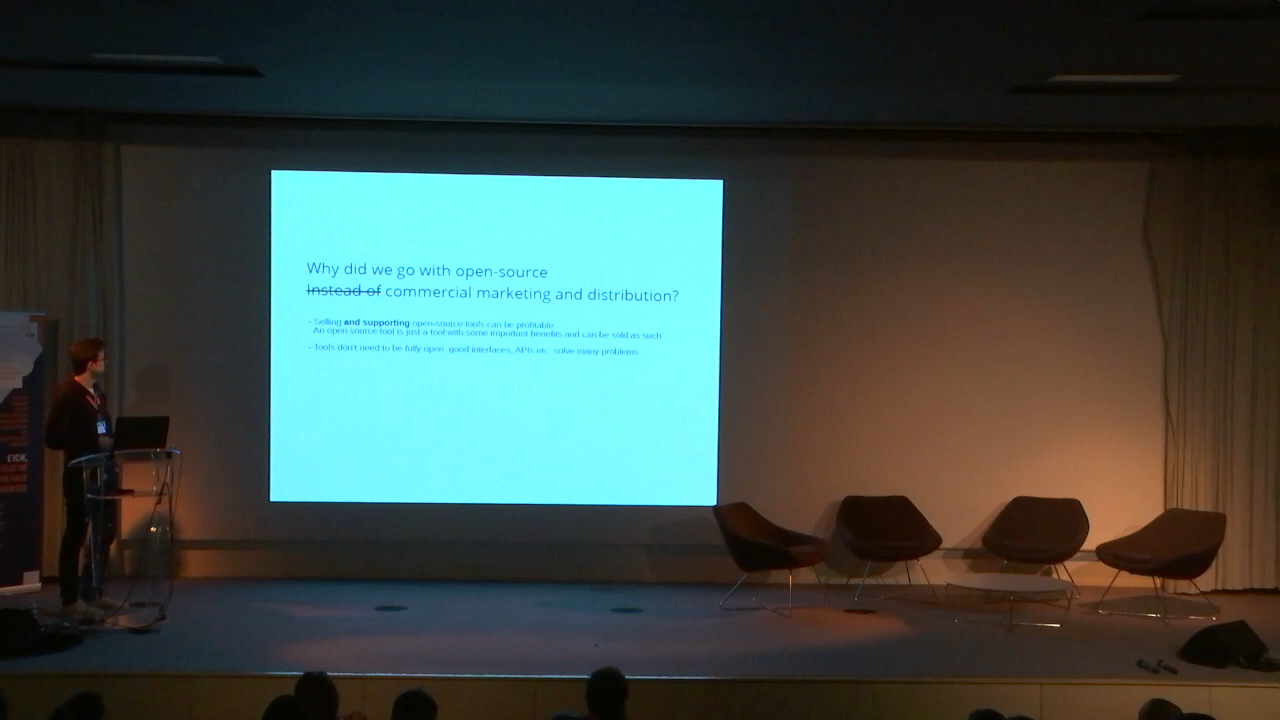 Why did we go with open-source
Instead of commercial marketing and distribution?
- Selling and supporting open-source tools can be profitable
An open source tool is just a tool with some important benefits and can be sold as such
- Tools don't need to be fully open, good interfaces, APIs etc. solve many problems